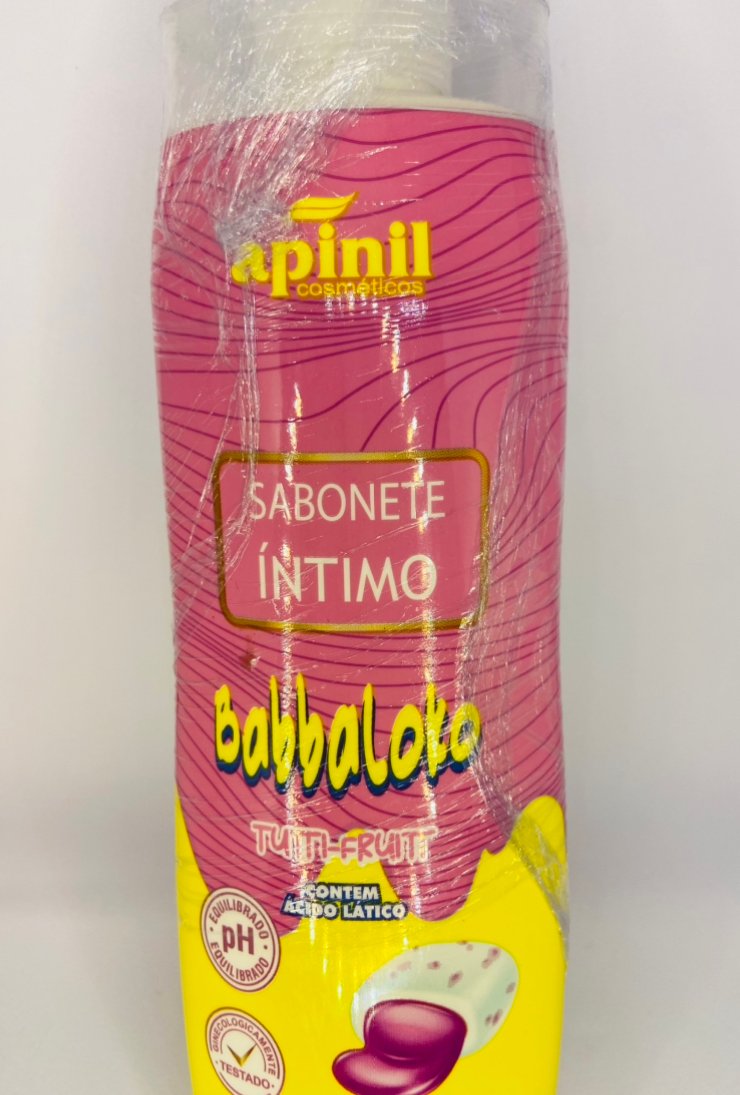 apinil
cosméticos
SABONETE
ÍNTIMO
Babbaloko
TUTTI-FRUTTI
CONTEM
ÁCIDO LÁTICO
EQUILIBRADO
pH
EQUILIBRADO
GINECOLOGICAMENTE
TESTADO